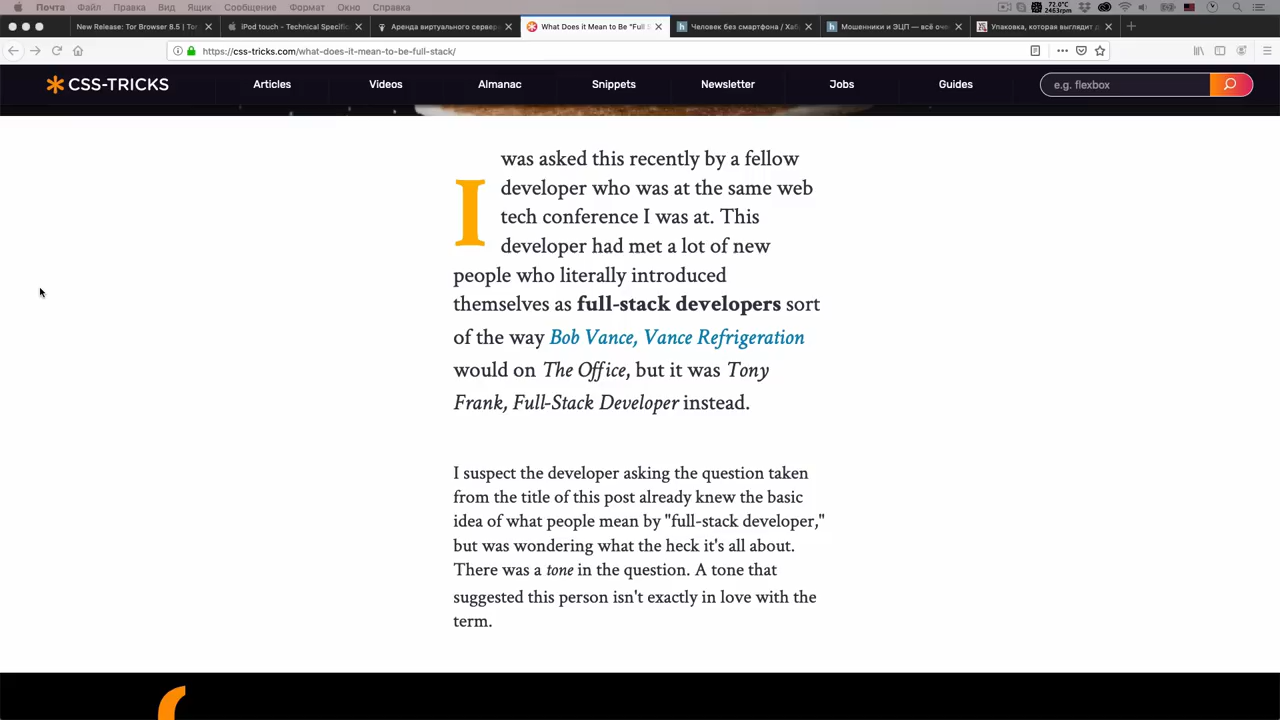 Почта Файл Правка Вид Ящик Сообщение Формат Окно Справка 72.0°C 2463rpm
New Release: Tor Browser 8.5 | Tor iPod touch - Technical Specific Аренда виртуального сервера What Does it Mean to Be "Full S Человек без смартфона / Хаб Мошенники и ЭЦП — всё оче Упаковка, которая выглядит д
https://css-tricks.com/what-does-it-mean-to-be-full-stack/
CSS-TRICKS Articles Videos Almanac Snippets Newsletter Jobs Guides e.g. flexbox
was asked this recently by a fellow
developer who was at the same web
I tech conference I was at. This
developer had met a lot of new
people who literally introduced
themselves as full-stack developers sort
of the way Bob Vance, Vance Refrigeration
would on The Office, but it was Tony
Frank, Full-Stack Developer instead.
I suspect the developer asking the question taken
from the title of this post already knew the basic
idea of what people mean by "full-stack developer,"
but was wondering what the heck it's all about.
There was a tone in the question. A tone that
suggested this person isn't exactly in love with the
term.